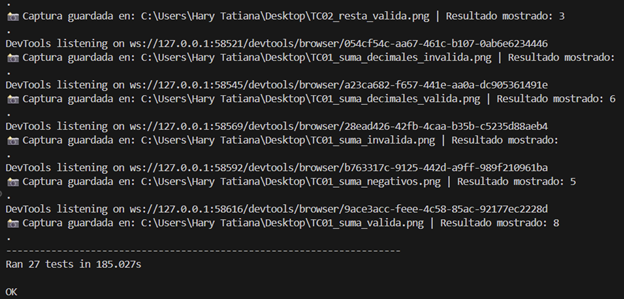 .
📷 Captura guardada en: C:\Users\Hary Tatiana\Desktop\TC02_resta_valida.png | Resultado mostrado: 3
.
DevTools listening on ws://127.0.0.1:58521/devtools/browser/054cf54c-aa67-461c-b107-0ab6e6234446
📷 Captura guardada en: C:\Users\Hary Tatiana\Desktop\TC01_suma_decimales_invalida.png | Resultado mostrado:
.
DevTools listening on ws://127.0.0.1:58545/devtools/browser/a23ca682-f657-441e-aa0a-dc905361491e
📷 Captura guardada en: C:\Users\Hary Tatiana\Desktop\TC01_suma_decimales_valida.png | Resultado mostrado: 6
.
DevTools listening on ws://127.0.0.1:58569/devtools/browser/28ead426-42fb-4caa-b35b-c5235d88aeb4
📷 Captura guardada en: C:\Users\Hary Tatiana\Desktop\TC01_suma_invalida.png | Resultado mostrado:
.
DevTools listening on ws://127.0.0.1:58592/devtools/browser/b763317c-9125-442d-a9ff-989f210961ba
📷 Captura guardada en: C:\Users\Hary Tatiana\Desktop\TC01_suma_negativos.png | Resultado mostrado: 5
.
DevTools listening on ws://127.0.0.1:58616/devtools/browser/9ace3acc-feee-4c58-85ac-92177ec2228d
📷 Captura guardada en: C:\Users\Hary Tatiana\Desktop\TC01_suma_valida.png | Resultado mostrado: 8
.
----------------------------------------------------------------------
Ran 27 tests in 185.027s
OK